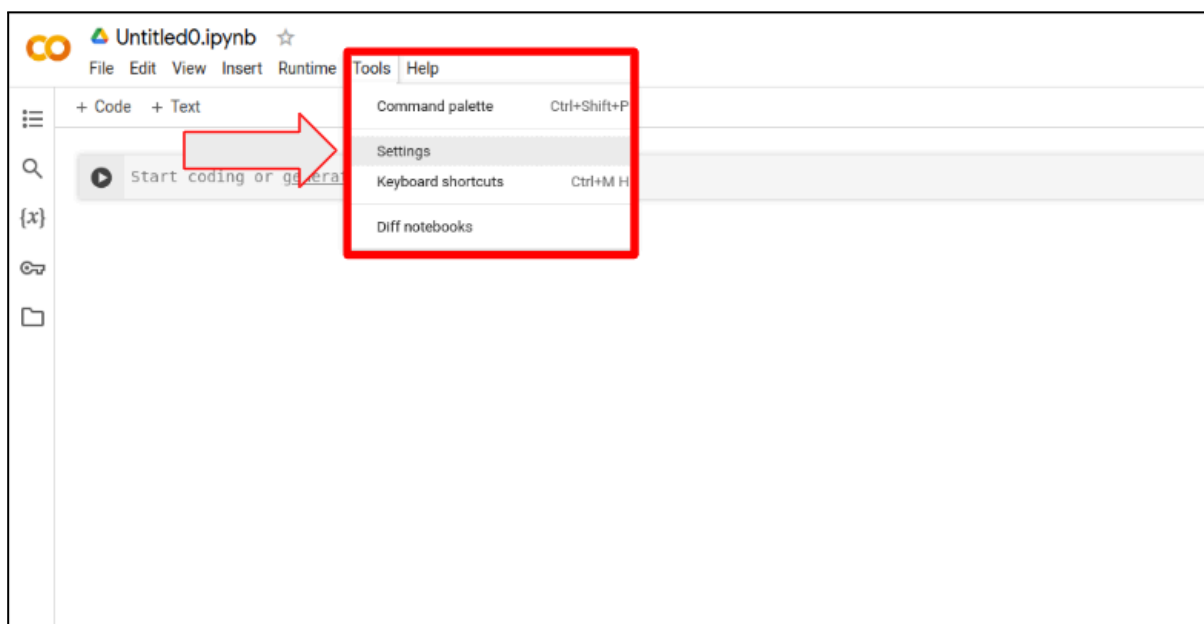 Untitled0.ipynb
File Edit View Insert Runtime Tools Help
+ Code + Text
Command palette Ctrl+Shift+P
Settings
Start coding or
Keyboard shortcuts Ctrl+M H
{x}
Diff notebooks